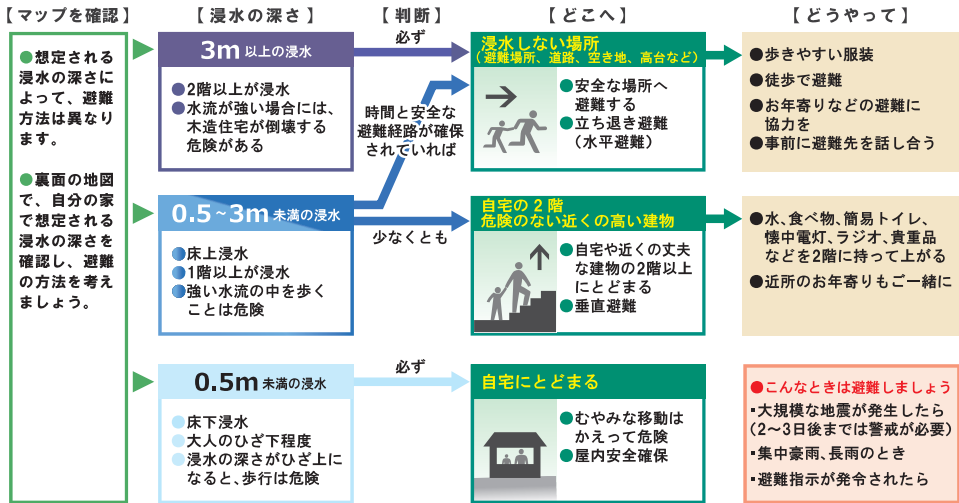 【マップを確認】
【浸水の深さ】
【判断】
【どこへ】
【どうやって】
●想定される
浸水の深さに
よって、避難
方法は異なり
ます。
●裏面の地図
で、自分の家
で想定される
浸水の深さを
確認し、避難
の方法を考え
ましょう。
3m以上の浸水
●2階以上が浸水
●水流が強い場合には、
木造住宅が倒壊する
危険がある
必ず
時間と安全な
避難経路が確保
されていれば
浸水しない場所
(避難場所、道路、空き地、高台など)
●安全な場所へ
避難する
●立ち退き避難
(水平避難)
●歩きやすい服装
●徒歩で避難
●お年寄りなどの避難に
協力を
●事前に避難先を話し合う
0.5~3m未満の浸水
●床上浸水
●1階以上が浸水
●強い水流の中を歩く
ことは危険
少なくとも
自宅の2階
危険のない近くの高い建物
●自宅や近くの丈夫
な建物の2階以上
にとどまる
●垂直避難
●水、食べ物、簡易トイレ、
懐中電灯、ラジオ、貴重品
などを2階に持って上がる
●近所のお年寄りもご一緒に
0.5m未満の浸水
●床下浸水
●大人のひざ下程度
●浸水の深さがひざ上に
なると、歩行は危険
必ず
自宅にとどまる
●むやみな移動は
かえって危険
●屋内安全確保
●こんなときは避難しましょう
▪大規模な地震が発生したら
(2〜3日後までは警戒が必要)
▪集中豪雨、長雨のとき
▪避難指示が発令されたら